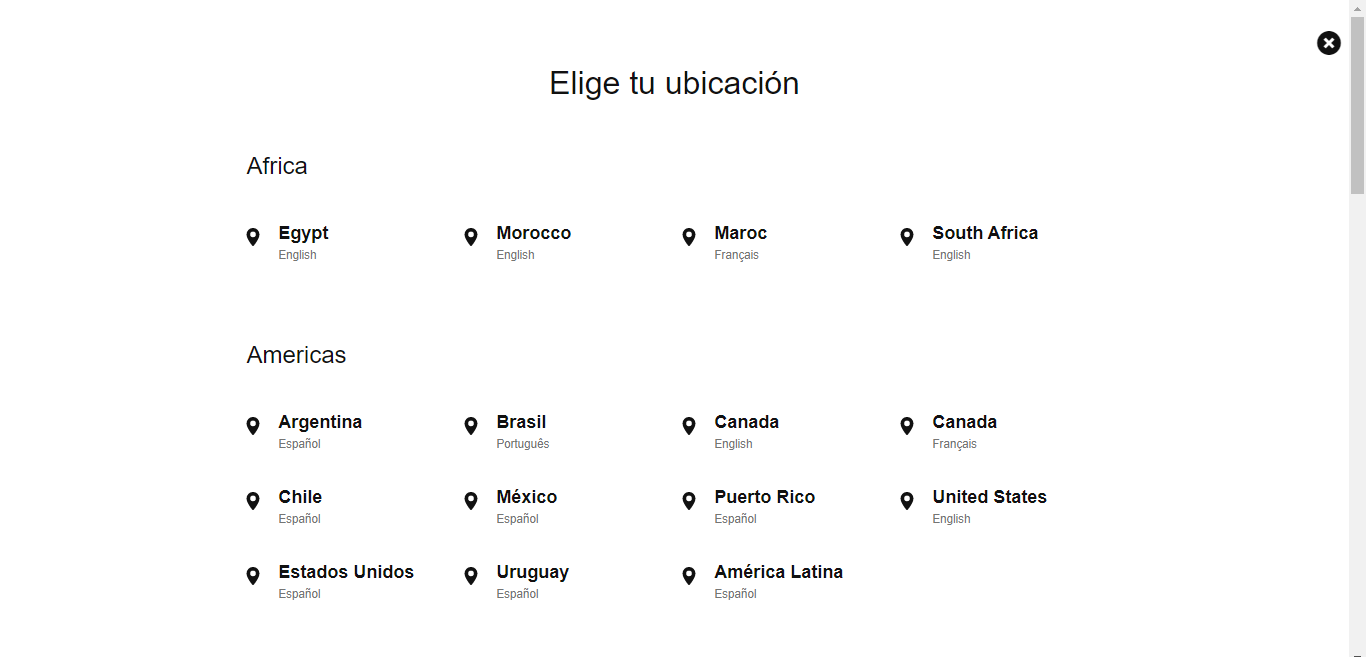 Elige tu ubicación
Africa
Egypt
English
Morocco
English
Maroc
Français
South Africa
English
Americas
Argentina
Español
Brasil
Português
Canada
English
Canada
Français
Chile
Español
México
Español
Puerto Rico
Español
United States
English
Estados Unidos
Español
Uruguay
Español
América Latina
Español